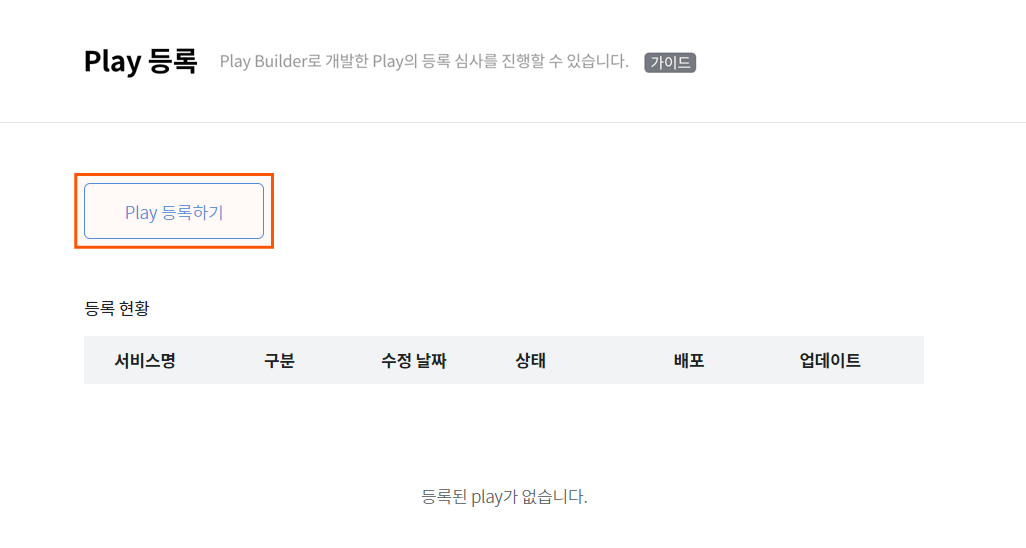 Play 등록 Play Builder로 개발한 Play의 등록 심사를 진행할 수 있습니다. 가이드
Play 등록하기
등록 현황
서비스명 구분 수정 날짜 상태 배포 업데이트
등록된 play가 없습니다.